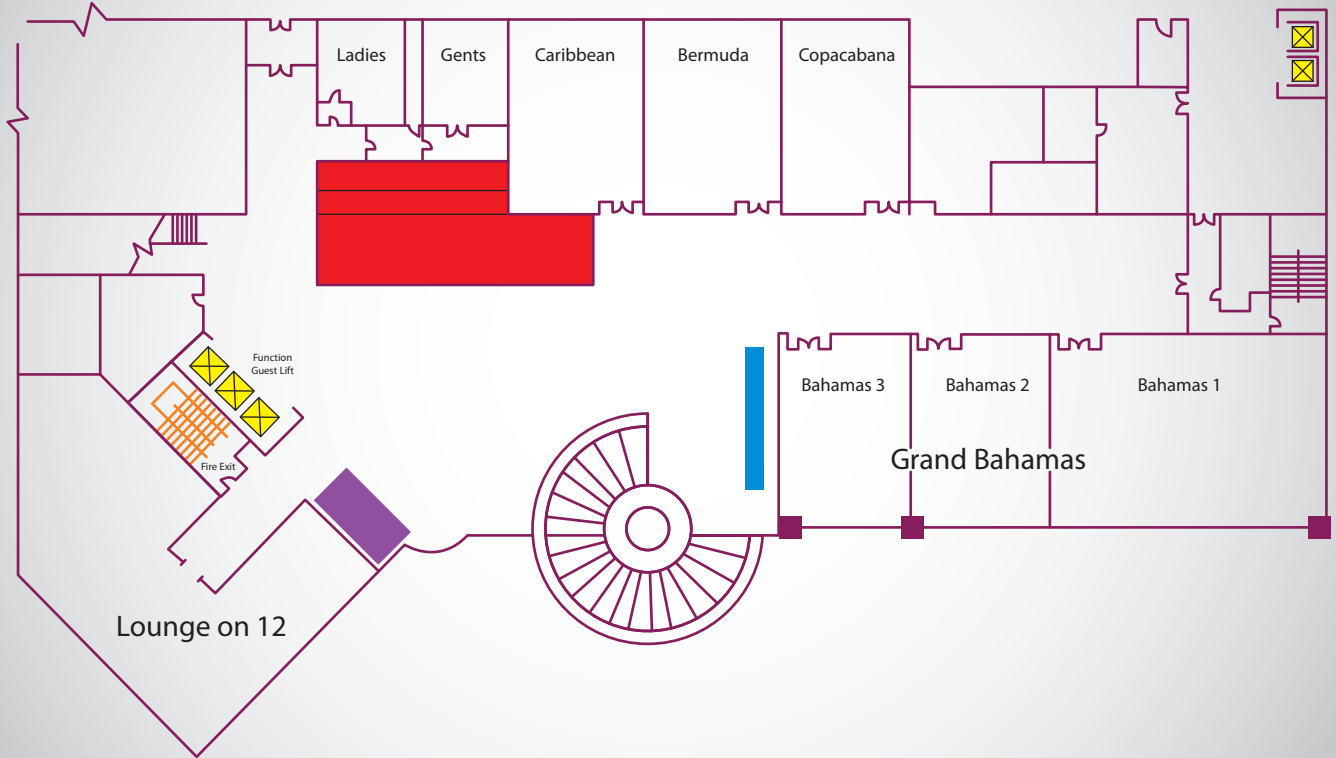 Ladies
Gents
Caribbean
Bermuda
Copacabana
Function
Guest Lift
Bahamas 3
Bahamas 2
Bahamas 1
Grand Bahamas
Fire Exit
Lounge on 12